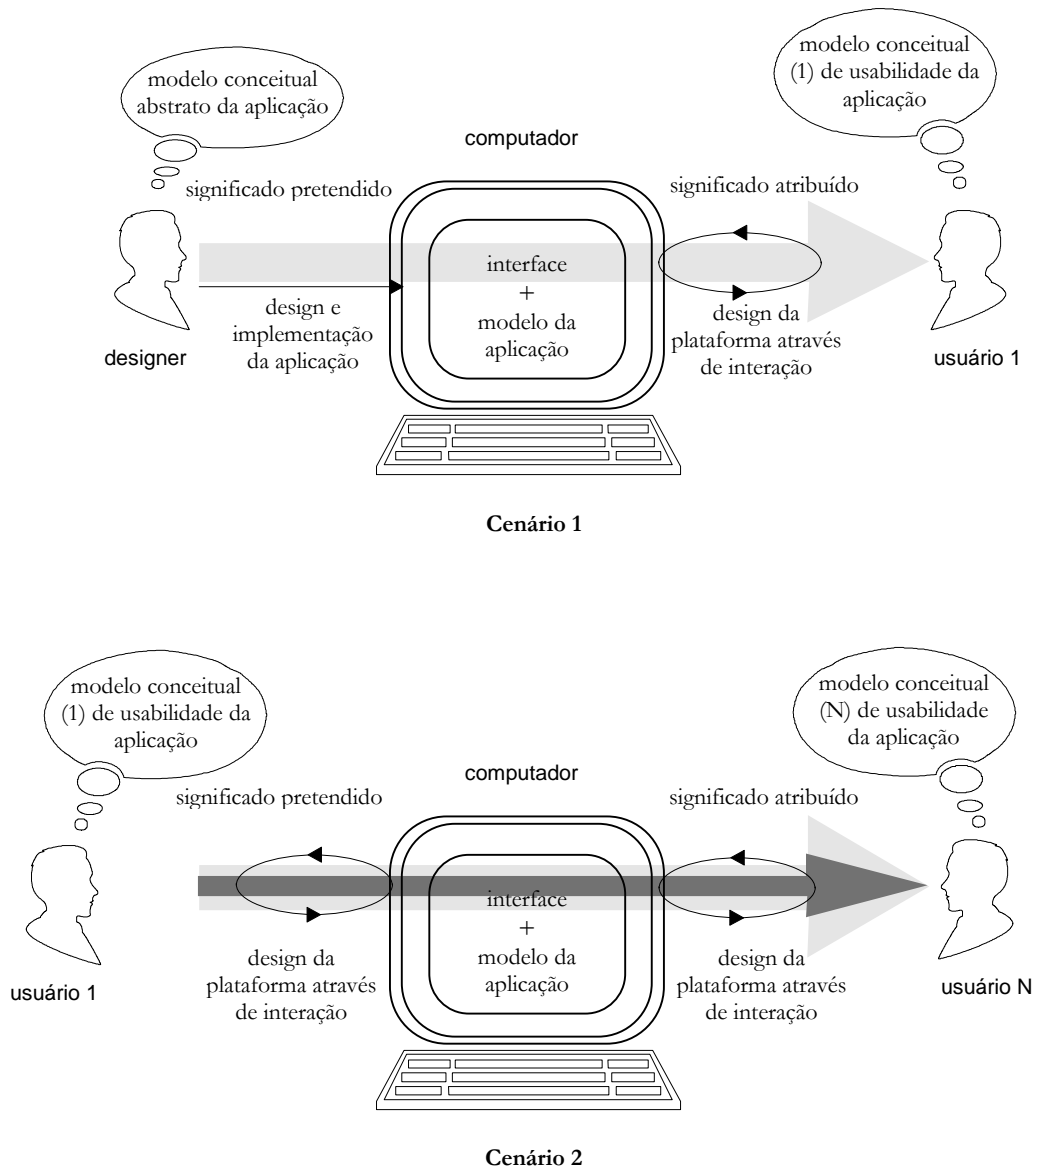 modelo conceitual
abstrato da aplicação
modelo conceitual
(1) de usabilidade da
aplicação
computador
significado pretendido
significado atribuído
interface
+
modelo da
aplicação
design e
implementação
da aplicação
design da
plataforma através
de interação
designer
usuário 1
Cenário 1
modelo conceitual
(1) de usabilidade da
aplicação
modelo conceitual
(N) de usabilidade
da aplicação
computador
significado pretendido
significado atribuído
interface
+
modelo da
aplicação
design da
plataforma através
de interação
design da
plataforma através
de interação
usuário 1
usuário N
Cenário 2